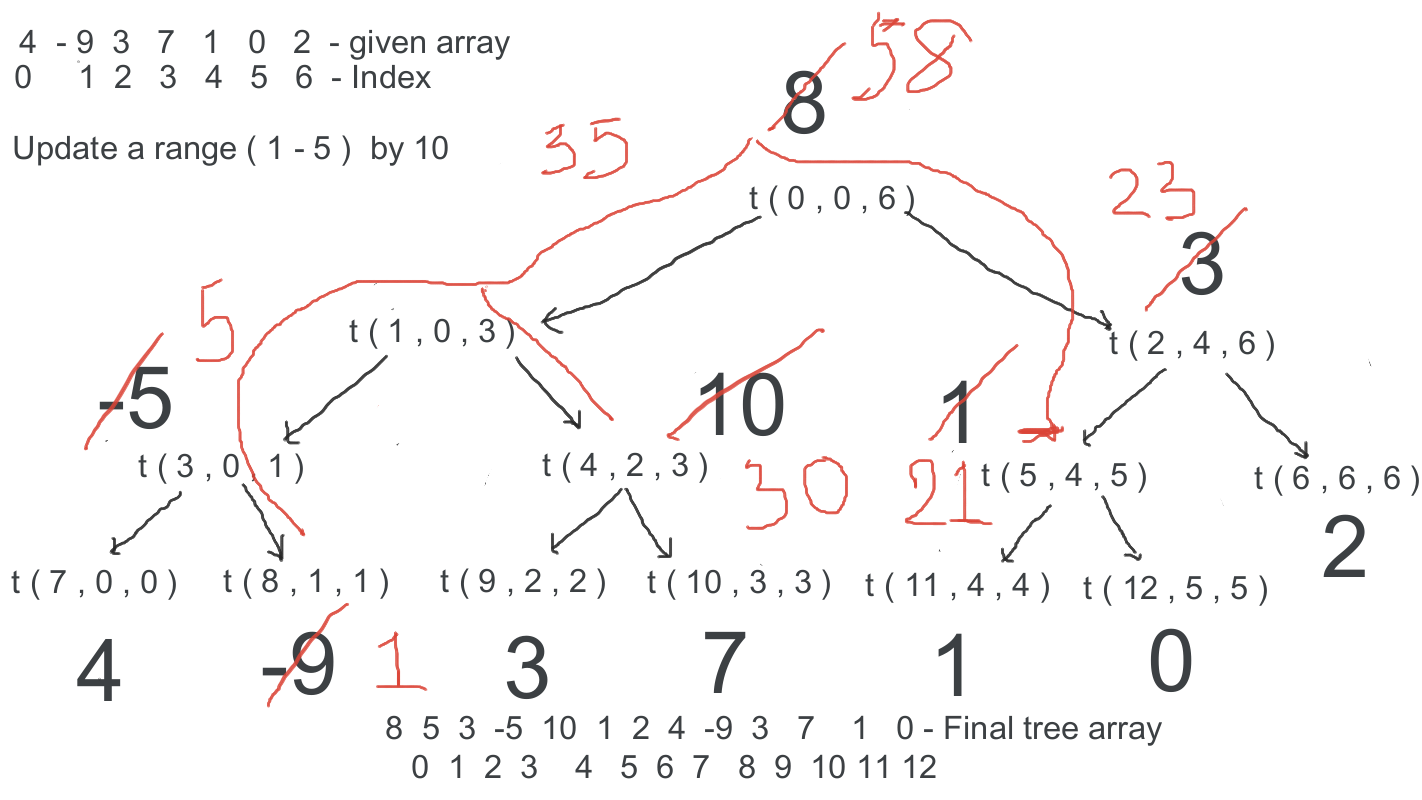 4 - 9 3 7 1 0 2 - given array
0 1 2 3 4 5 6 - Index
58
8
Update a range ( 1 - 5 ) by 10
35
t ( 0 , 0 , 6 )
23
3
5
t ( 1 , 0 , 3 )
t ( 2 , 4 , 6 )
-5
10
1
t ( 3 , 0 , 1 )
t ( 4 , 2 , 3 )
30
21
t ( 5 , 4 , 5 )
t ( 6 , 6 , 6 )
2
t ( 7 , 0 , 0 ) t ( 8 , 1 , 1 ) t ( 9 , 2 , 2 ) t ( 10 , 3 , 3 ) t ( 11 , 4 , 4 ) t ( 12 , 5 , 5 )
4 -9 1 3 7 1 0
8 5 3 -5 10 1 2 4 -9 3 7 1 0 - Final tree array
0 1 2 3 4 5 6 7 8 9 10 11 12